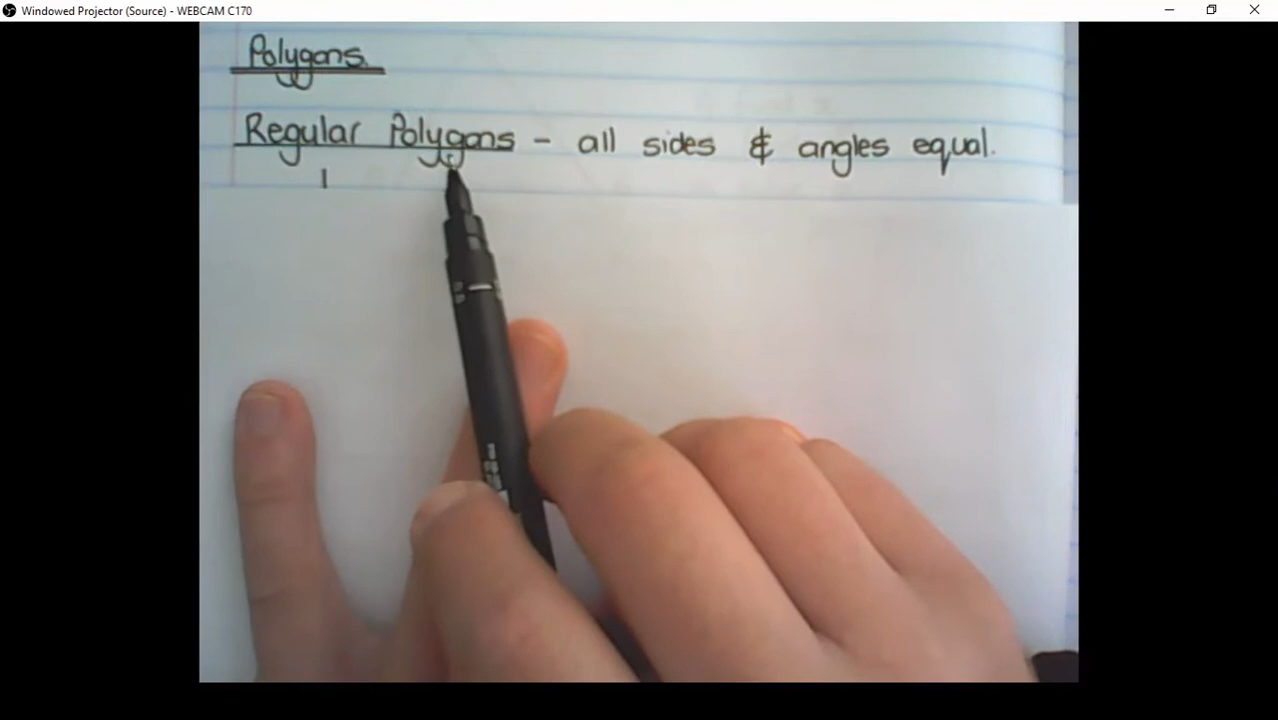 Windowed Projector (Source) - WEBCAM C170
Polygons.
Regular Polygons - all sides & angles equal.